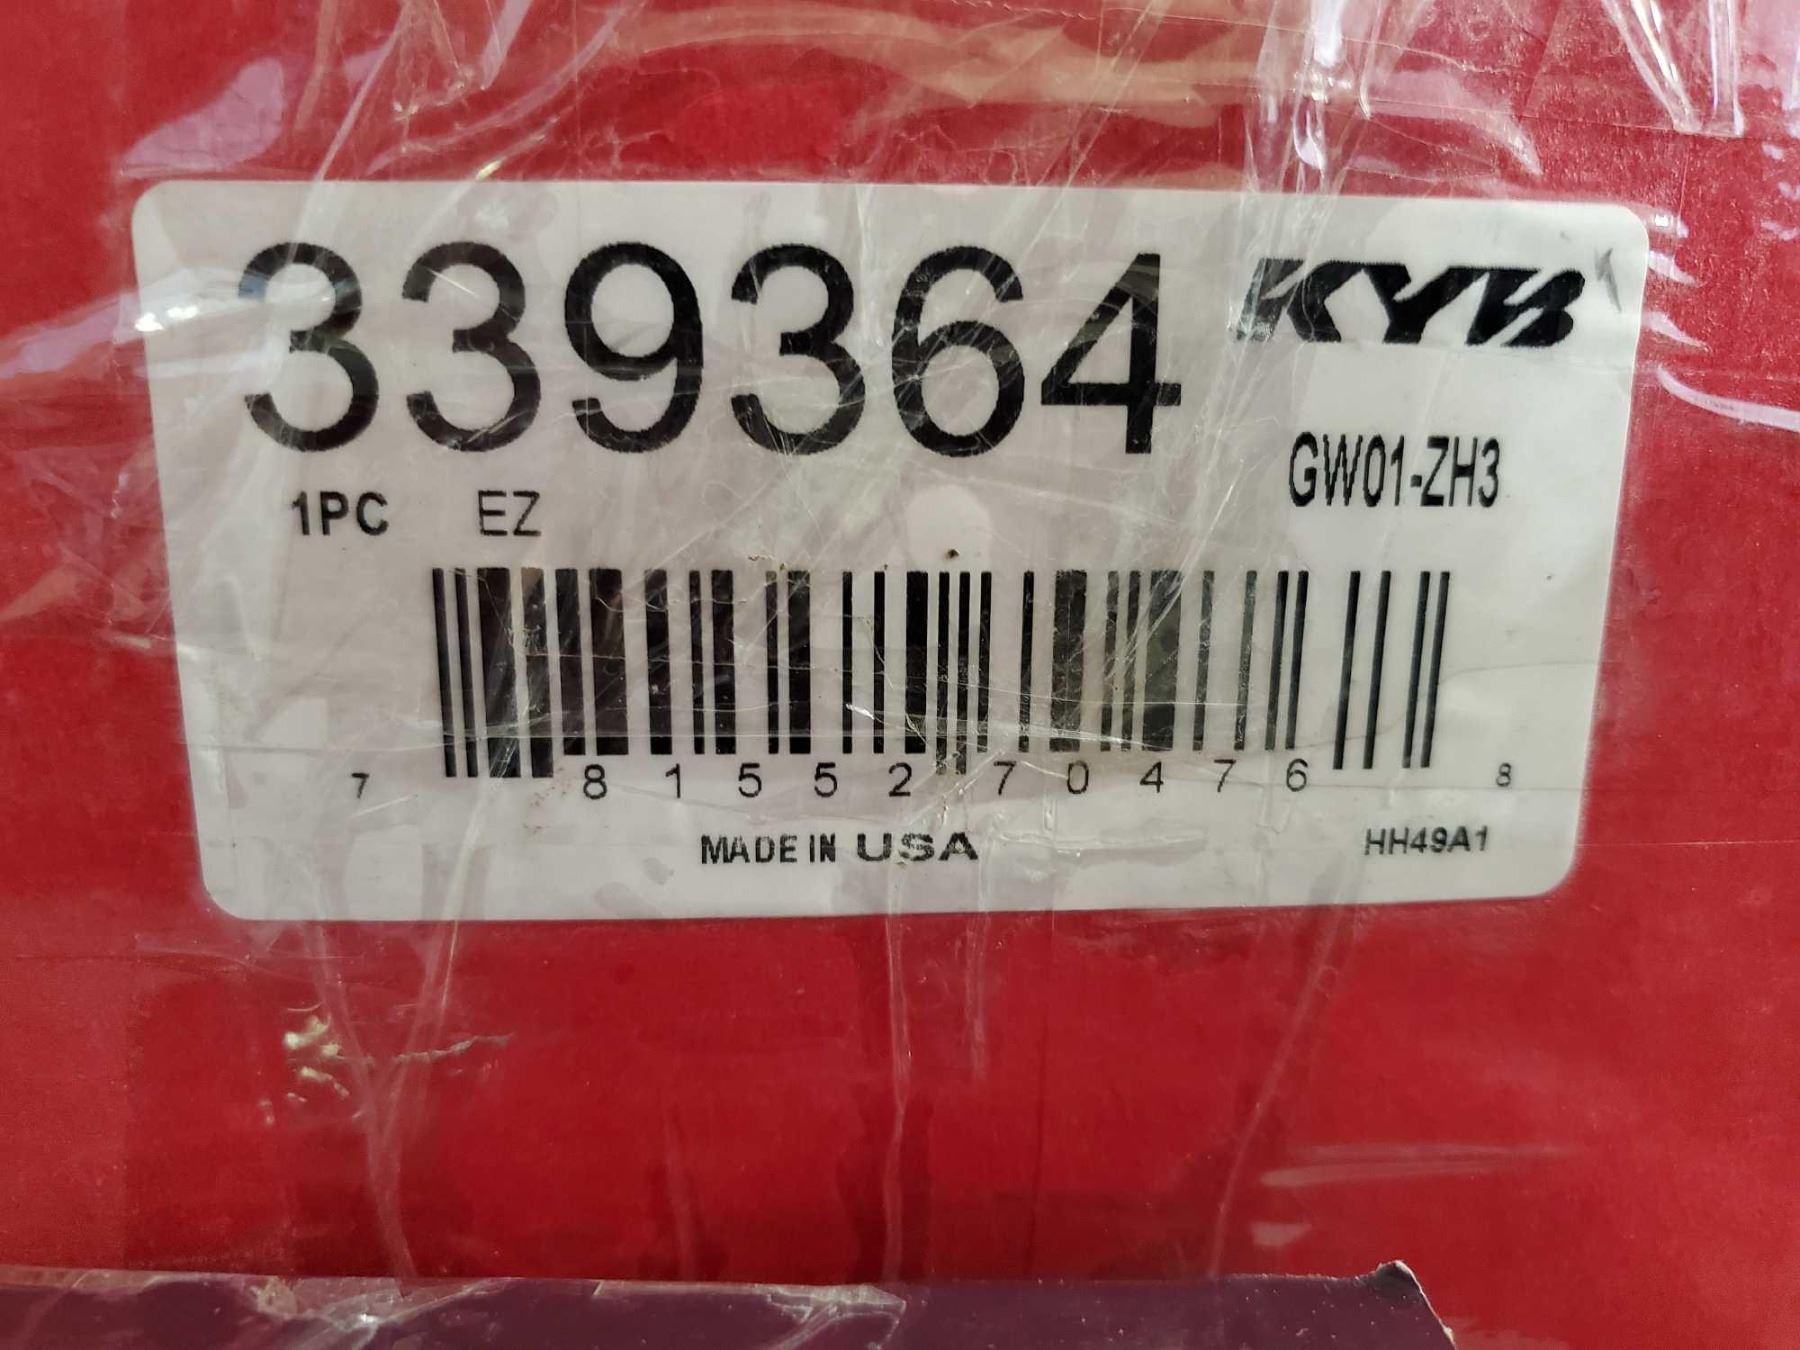 339364 KYB
GW01-ZH3
1PC EZ
7 81552 70476 8
MADE IN USA
HH49A1